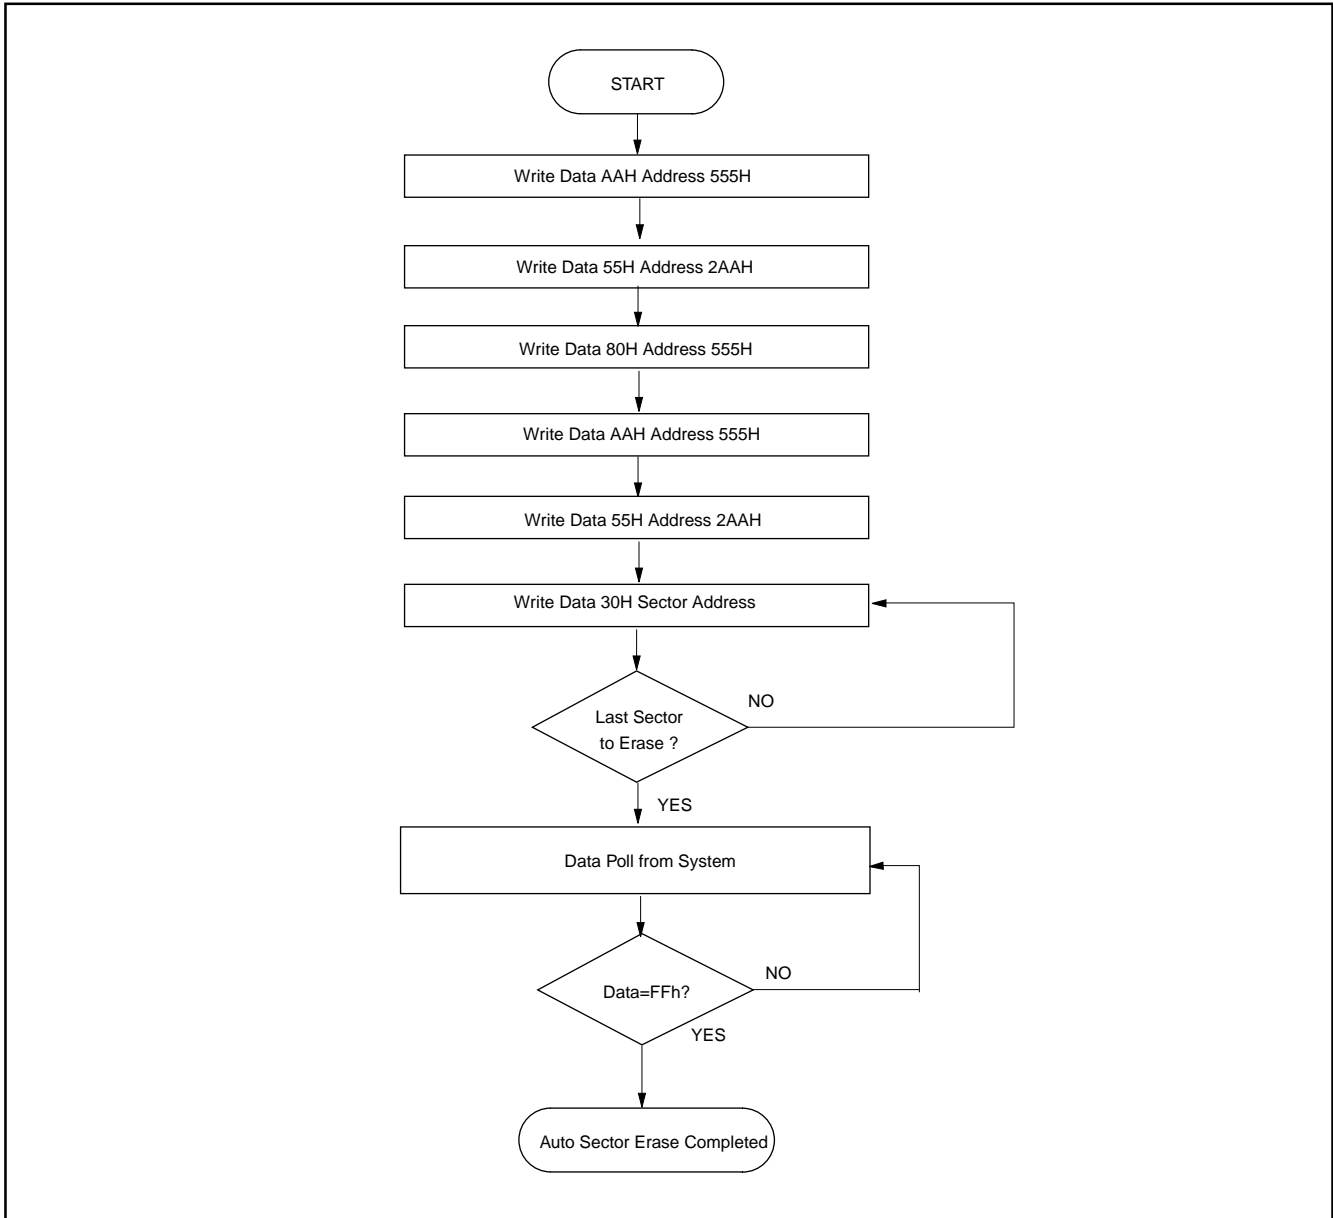 START
Write Data AAH Address 555H
Write Data 55H Address 2AAH
Write Data 80H Address 555H
Write Data AAH Address 555H
Write Data 55H Address 2AAH
Write Data 30H Sector Address
NO
Last Sector
to Erase ?
YES
Data Poll from System
NO
Data=FFh?
YES
Auto Sector Erase Completed